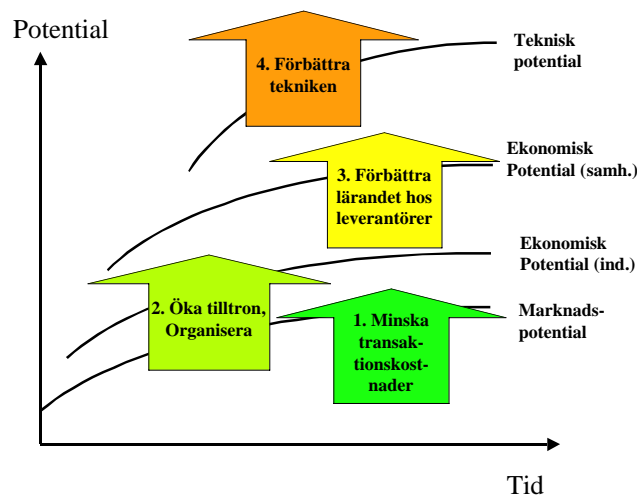 Potential
4. Förbättra
tekniken
Teknisk
potential
3. Förbättra
lärandet hos
leverantörer
Ekonomisk
Potential (samh.)
Ekonomisk
Potential (ind.)
2. Öka tilltron,
Organisera
1. Minska
transak-
tionskost-
nader
Marknads-
potential
Tid